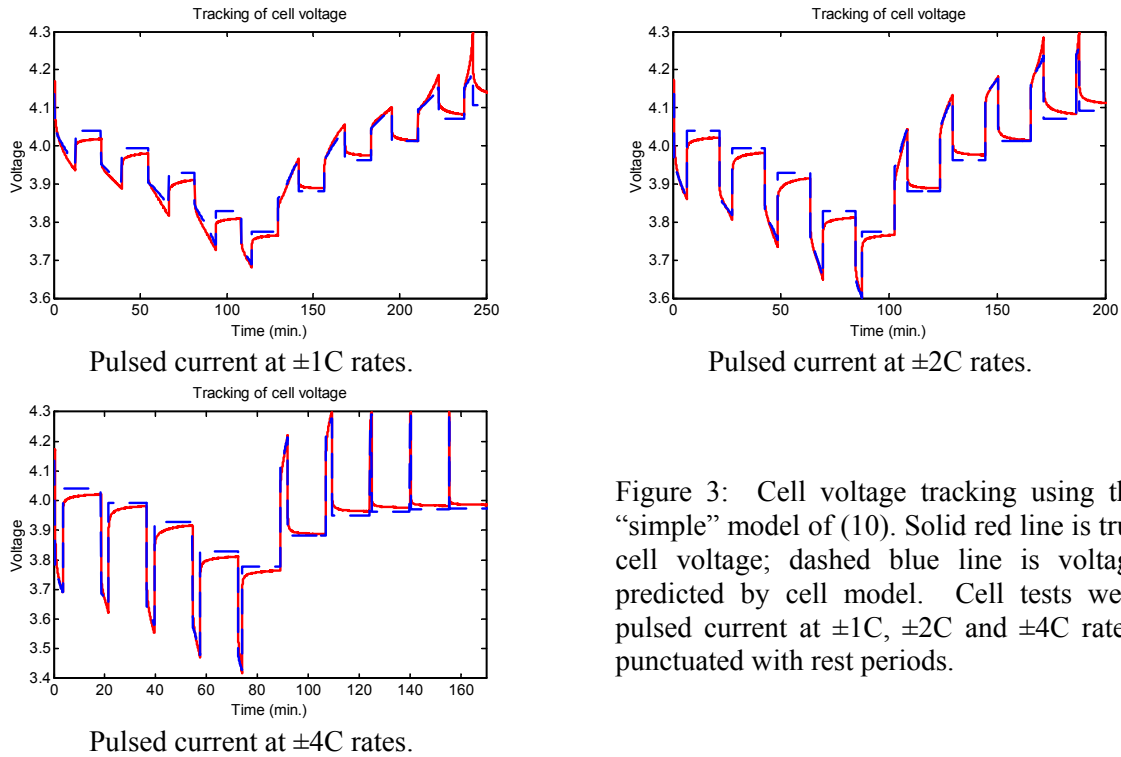 Tracking of cell voltage
4.3
4.2
4.1
4.0
3.9
3.8
3.7
3.6
Voltage
0 50 100 150 200 250
Time (min.)
Pulsed current at ±1C rates.
Tracking of cell voltage
4.3
4.2
4.1
4.0
3.9
3.8
3.7
3.6
Voltage
0 50 100 150 200
Time (min.)
Pulsed current at ±2C rates.
Tracking of cell voltage
4.3
4.2
4.1
4.0
3.9
3.8
3.7
3.6
3.5
3.4
Voltage
0 20 40 60 80 100 120 140 160
Time (min.)
Pulsed current at ±4C rates.
Figure 3: Cell voltage tracking using th
“simple” model of (10). Solid red line is tru
cell voltage; dashed blue line is voltag
predicted by cell model. Cell tests we
pulsed current at ±1C, ±2C and ±4C rate
punctuated with rest periods.